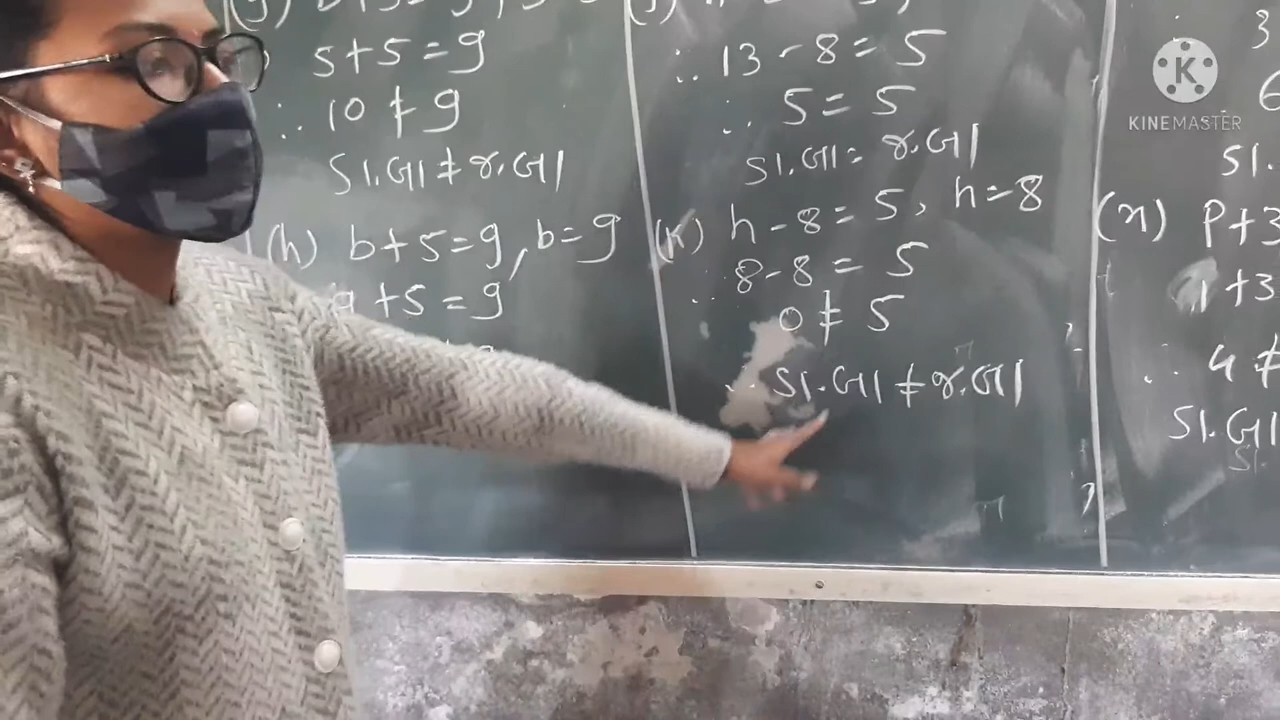 5+5=9
∴ 10 ≠ 9
ડા.બા ≠ જ.બા
(h) b+5=9, b=9
+5=9
∴ 13-8=5
∴ 5=5
ડા.બા = જ.બા
(k) n-8=5, n=8
∴ 8-8=5
0≠5
∴ ડા.બા ≠ જ.બા
3
6
ડા.
(n) P+3
1+3
∴ 4 ≠
ડા.બા
KINEMASTER